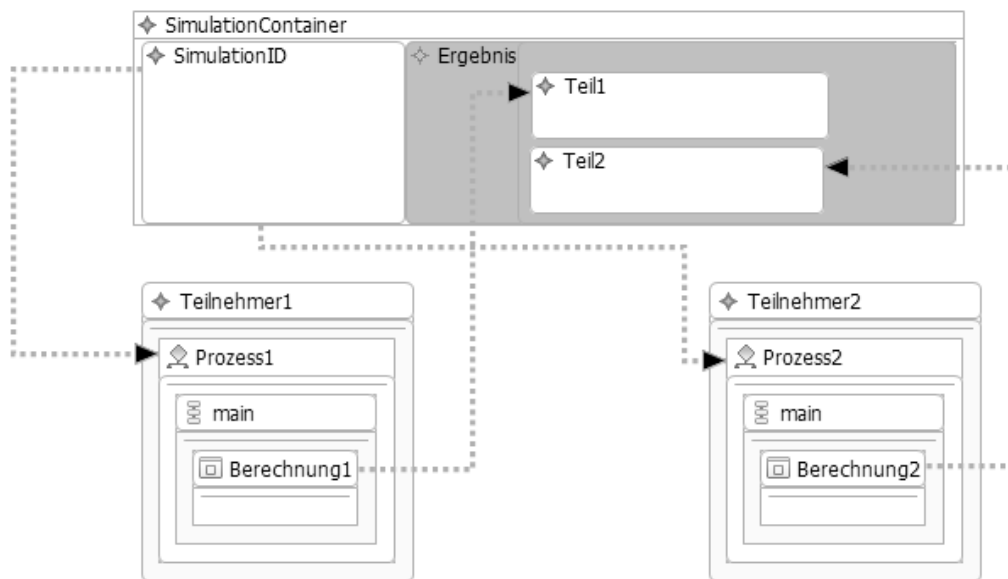 SimulationContainer
SimulationID
Ergebnis
Teil1
Teil2
Teilnehmer1
Teilnehmer2
Prozess1
Prozess2
main
main
Berechnung1
Berechnung2